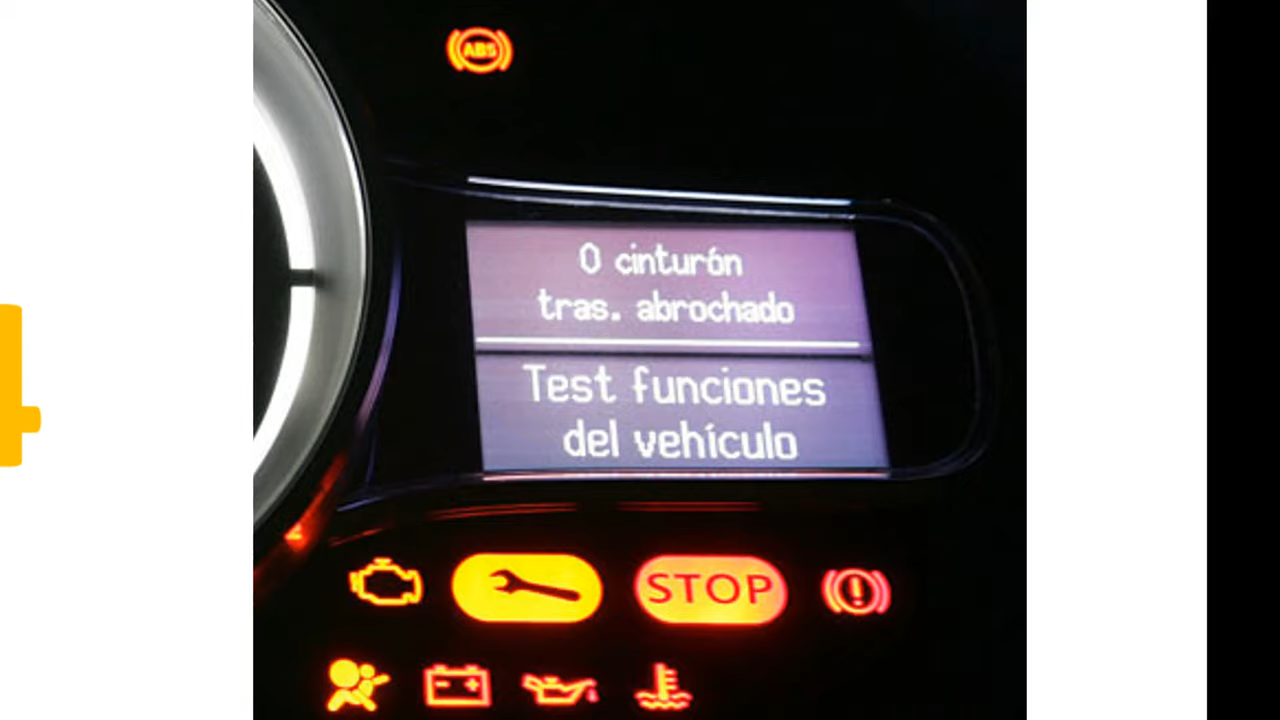 ABS
0 cinturón
tras. abrochado
Test funciones
del vehículo
STOP